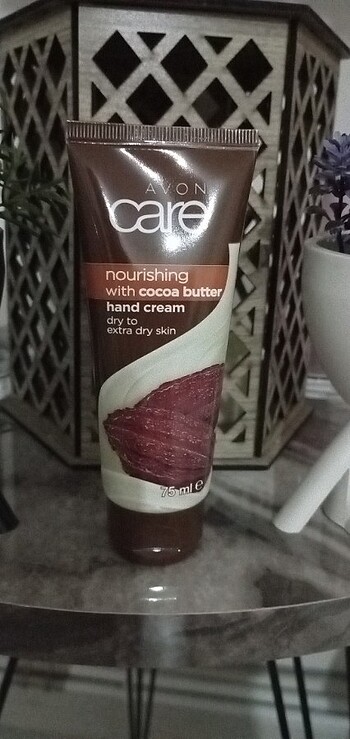 AVON
care
nourishing
with cocoa butter
hand cream
dry to
extra dry skin
75 ml ℮